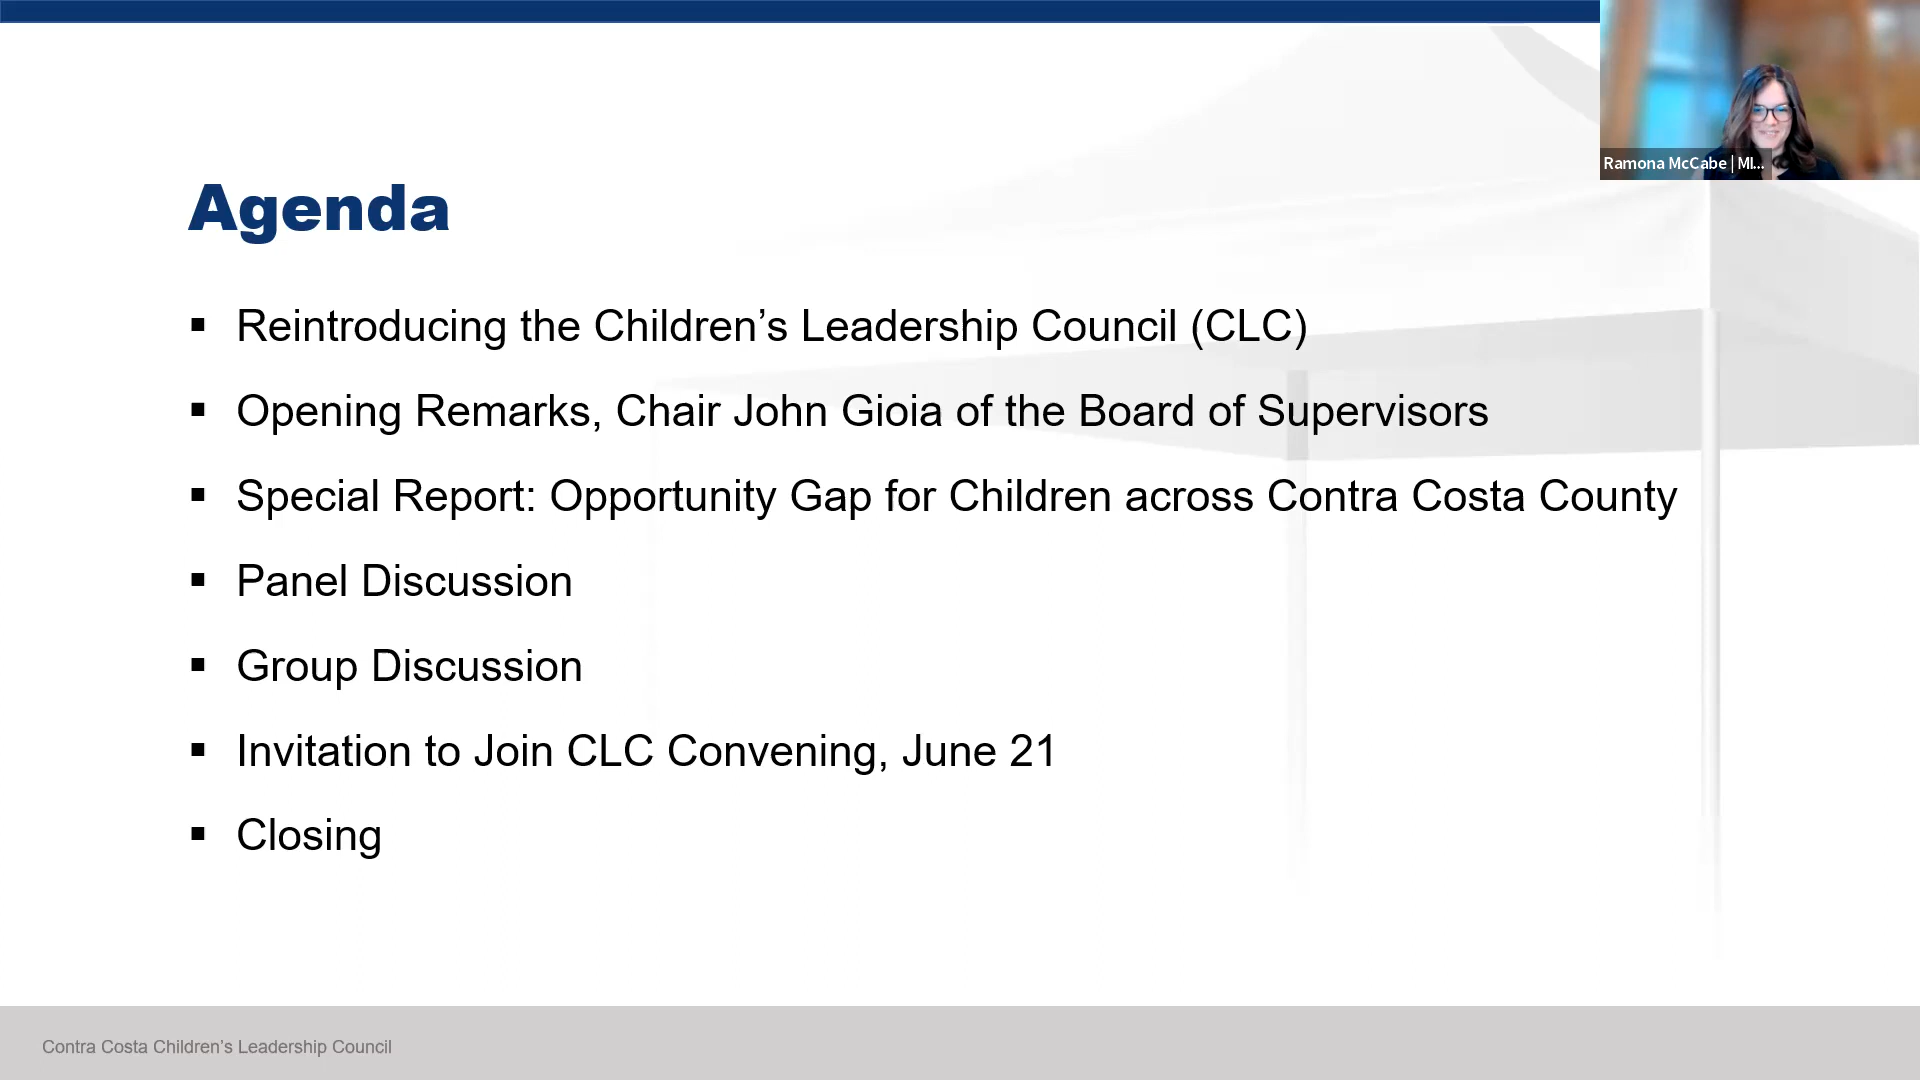 Ramona McCabe | MI...
Agenda
▪ Reintroducing the Children’s Leadership Council (CLC)
▪ Opening Remarks, Chair John Gioia of the Board of Supervisors
▪ Special Report: Opportunity Gap for Children across Contra Costa County
▪ Panel Discussion
▪ Group Discussion
▪ Invitation to Join CLC Convening, June 21
▪ Closing
Contra Costa Children’s Leadership Council